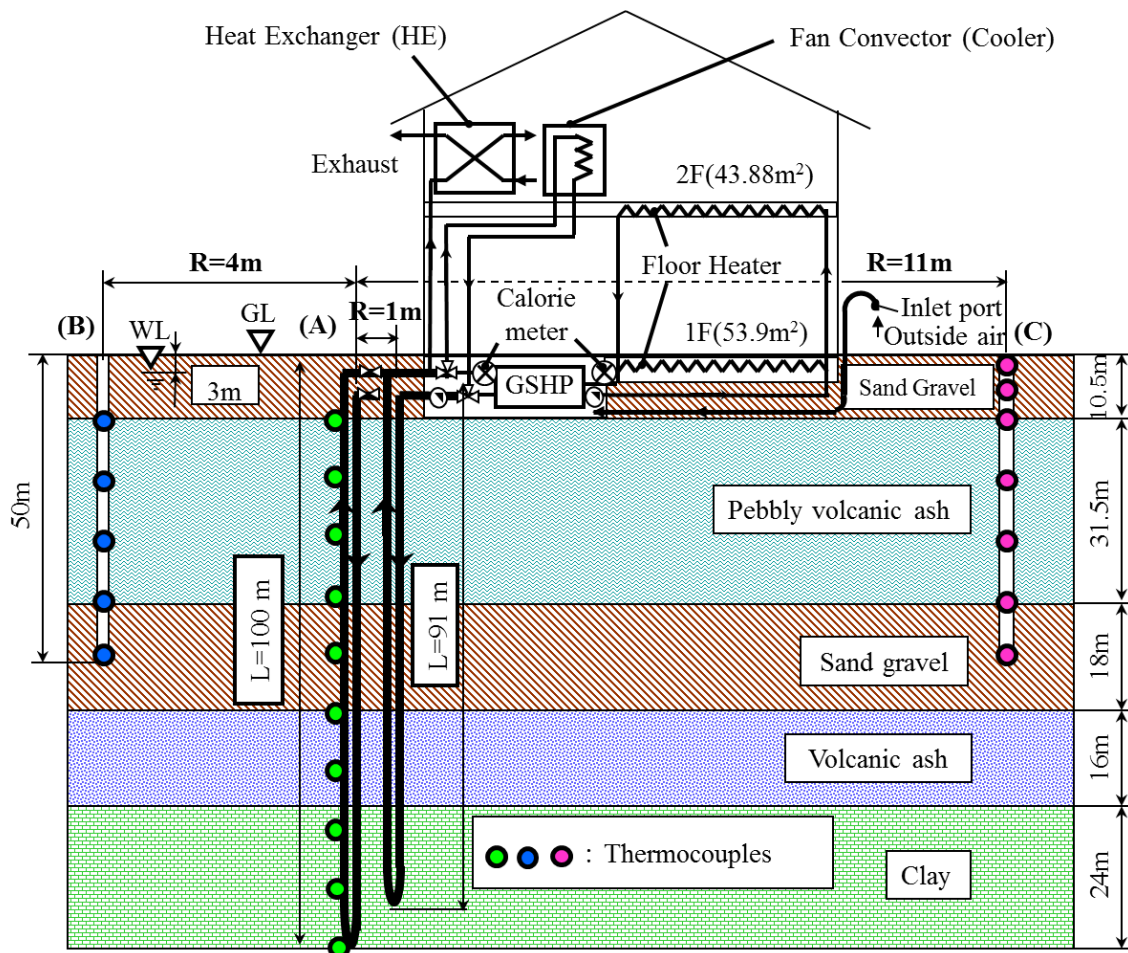 Heat Exchanger (HE)
Fan Convector (Cooler)
Exhaust
2F(43.88m²)
R=4m
Floor Heater
R=11m
Calorie
meter
R=1m
(B)
WL
GL
(A)
Inlet port
Outside air
(C)
1F(53.9m²)
GSHP
3m
Sand Gravel
10.5m
50m
Pebbly volcanic ash
31.5m
L=100 m
L=91 m
Sand gravel
18m
Volcanic ash
16m
: Thermocouples
Clay
24m